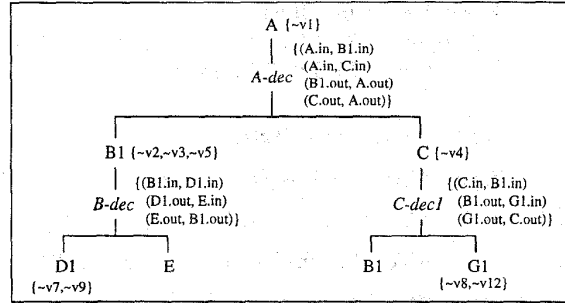 A {~v1}
{(A.in, B1.in)
A-dec (A.in, C.in)
(B1.out, A.out)
(C.out, A.out)}
B1 {~v2,~v3,~v5}
C {~v4}
{(B1.in, D1.in)
B-dec (D1.out, E.in)
(E.out, B1.out)}
{(C.in, B1.in)
C-dec1 (B1.out, G1.in)
(G1.out, C.out)}
D1 E B1 G1
{~v7,~v9} {~v8,~v12}